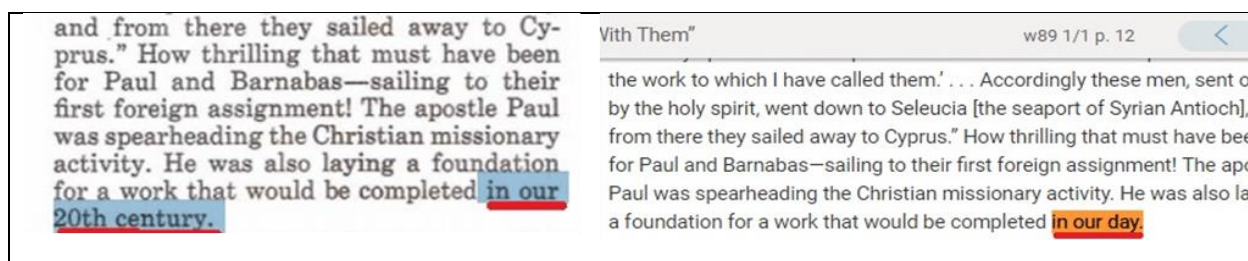 and from there they sailed away to Cy-
prus.” How thrilling that must have been
for Paul and Barnabas—sailing to their
first foreign assignment! The apostle Paul
was spearheading the Christian missionary
activity. He was also laying a foundation
for a work that would be completed in our
20th century.
With Them”
w89 1/1 p. 12
the work to which I have called them.’ . . . Accordingly these men, sent o
by the holy spirit, went down to Seleucia [the seaport of Syrian Antioch],
from there they sailed away to Cyprus.” How thrilling that must have bee
for Paul and Barnabas—sailing to their first foreign assignment! The apo
Paul was spearheading the Christian missionary activity. He was also la
a foundation for a work that would be completed in our day.